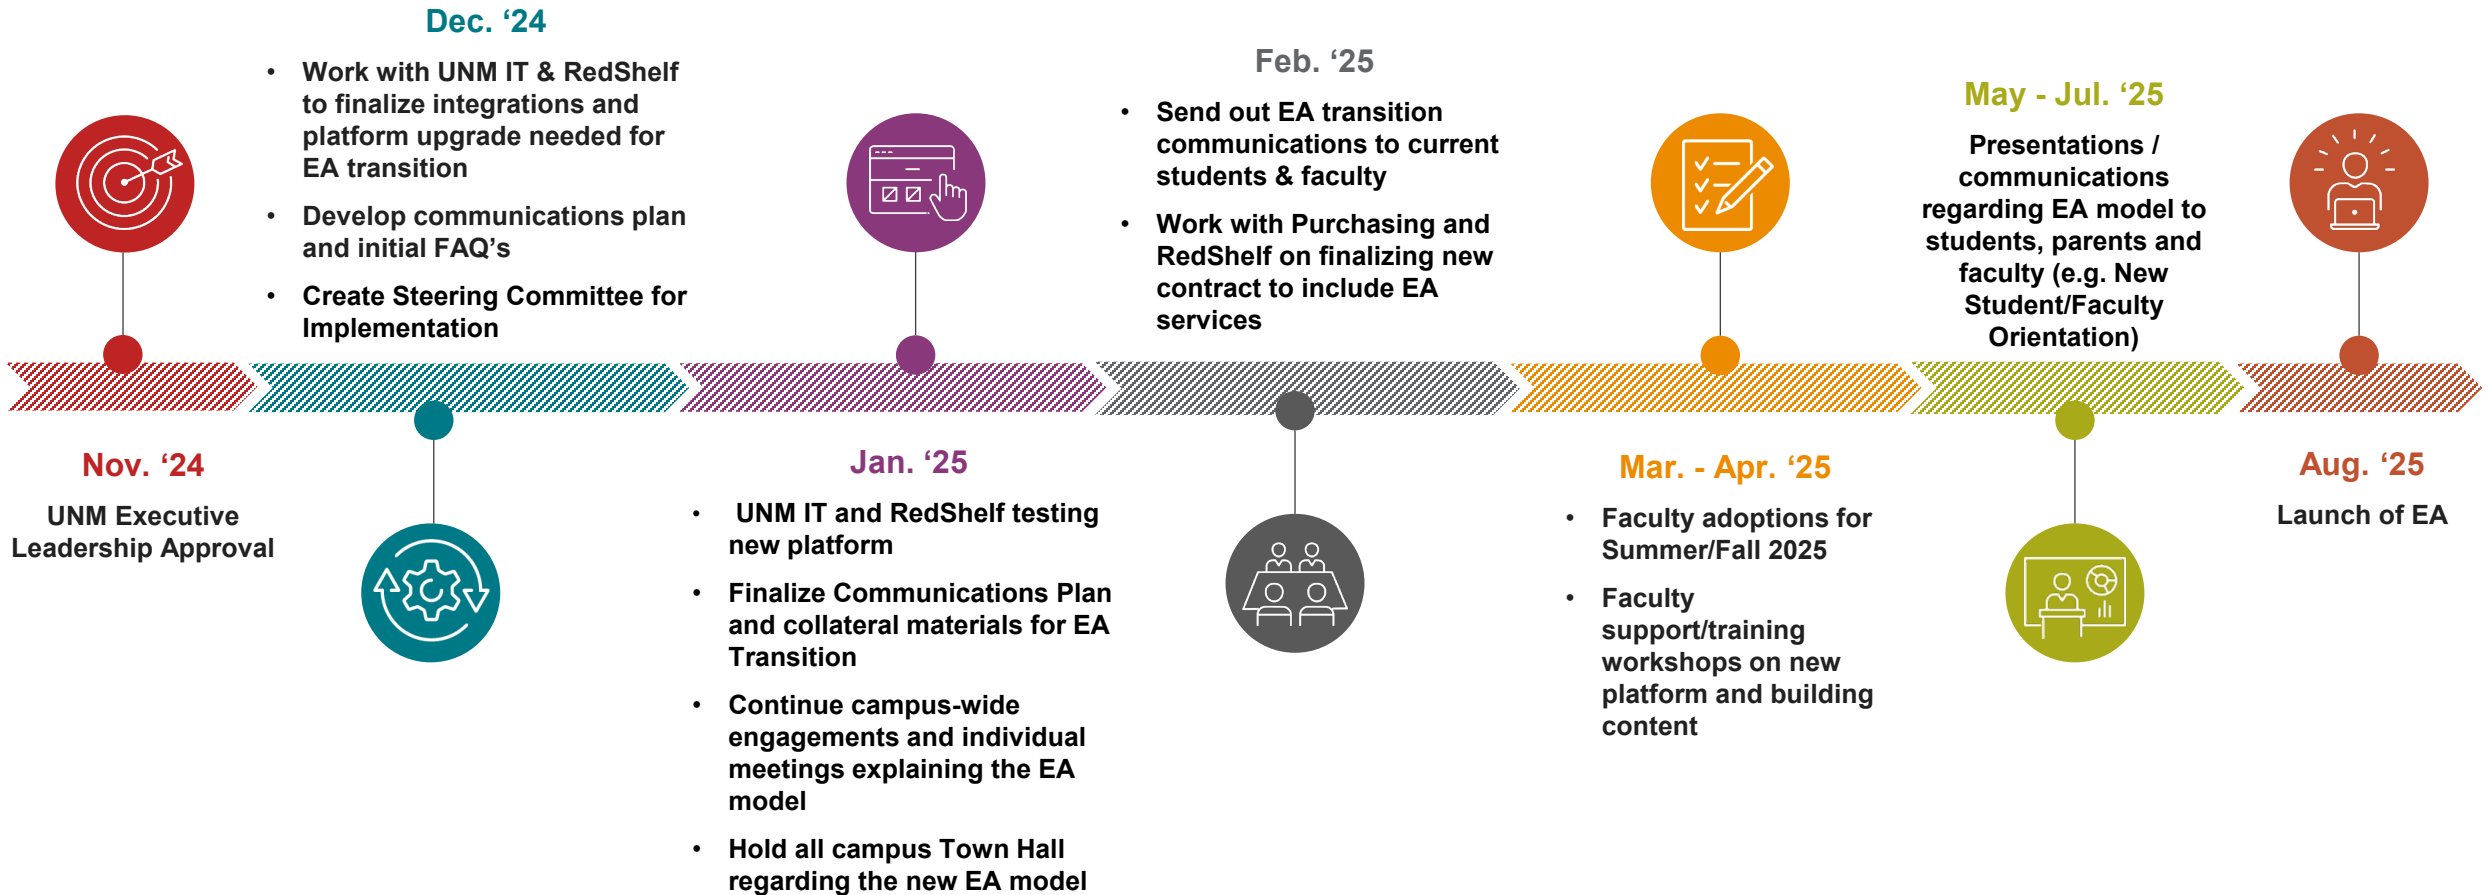 Dec. ‘24
• Work with UNM IT & RedShelf
to finalize integrations and
platform upgrade needed for
EA transition
• Develop communications plan
and initial FAQ’s
• Create Steering Committee for
Implementation
Feb. ‘25
• Send out EA transition
communications to current
students & faculty
• Work with Purchasing and
RedShelf on finalizing new
contract to include EA
services
May - Jul. ‘25
Presentations /
communications
regarding EA model to
students, parents and
faculty (e.g. New
Student/Faculty
Orientation)
Nov. ‘24
UNM Executive
Leadership Approval
Jan. ‘25
• UNM IT and RedShelf testing
new platform
• Finalize Communications Plan
and collateral materials for EA
Transition
• Continue campus-wide
engagements and individual
meetings explaining the EA
model
• Hold all campus Town Hall
regarding the new EA model
Mar. - Apr. ‘25
• Faculty adoptions for
Summer/Fall 2025
• Faculty
support/training
workshops on new
platform and building
content
Aug. ‘25
Launch of EA